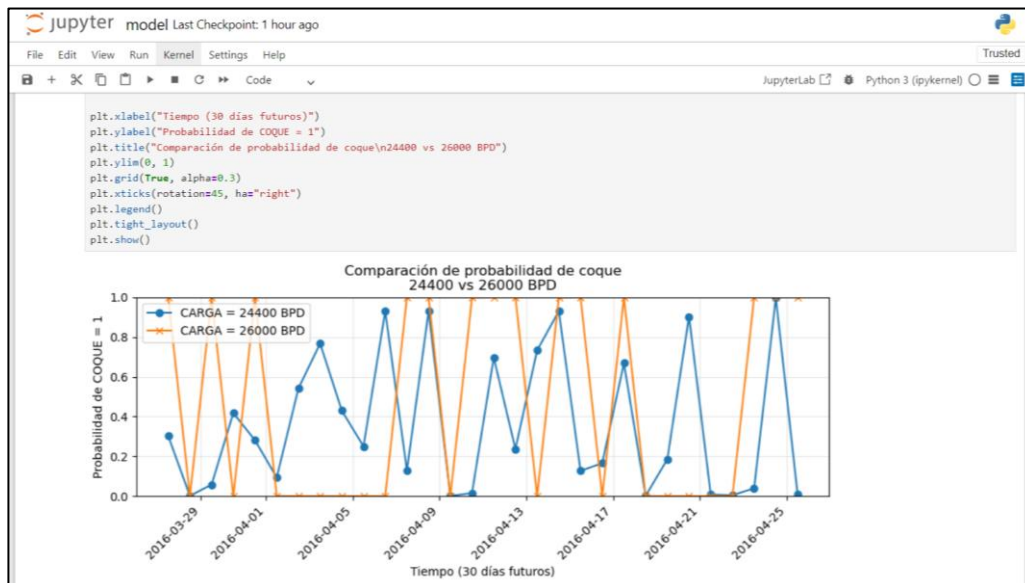 jupyter model Last Checkpoint: 1 hour ago
File Edit View Run Kernel Settings Help Trusted
Code JupyterLab Python 3 (ipykernel)
plt.xlabel("Tiempo (30 días futuros)")
plt.ylabel("Probabilidad de COQUE = 1")
plt.title("Comparación de probabilidad de coque\n24400 vs 26000 BPD")
plt.ylim(0, 1)
plt.grid(True, alpha=0.3)
plt.xticks(rotation=45, ha="right")
plt.legend()
plt.tight_layout()
plt.show()
Comparación de probabilidad de coque
24400 vs 26000 BPD
CARGA = 24400 BPD
CARGA = 26000 BPD
Probabilidad de COQUE = 1
1.0
0.8
0.6
0.4
0.2
0.0
2016-03-29
2016-04-01
2016-04-05
2016-04-09
2016-04-13
2016-04-17
2016-04-21
2016-04-25
Tiempo (30 días futuros)